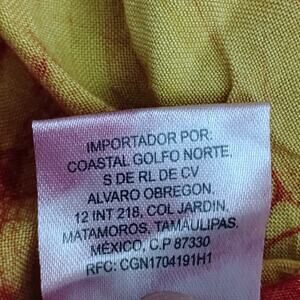 IMPORTADOR POR:
COASTAL GOLFO NORTE,
S DE RL DE CV
ALVARO OBREGON,
12 INT 218, COL JARDIN,
MATAMOROS, TAMAULIPAS,
MÉXICO, C.P 87330
RFC: CGN1704191H1